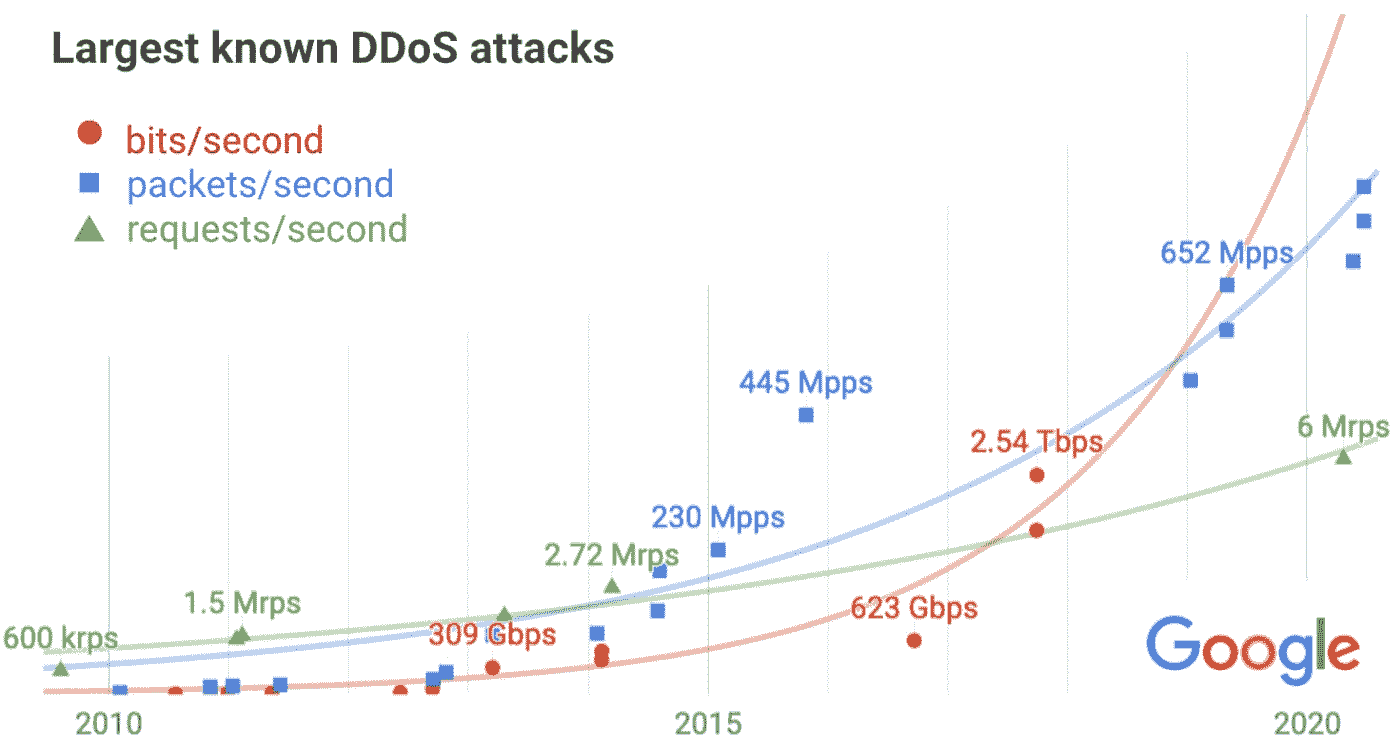 Largest known DDoS attacks
bits/second
packets/second
requests/second
652 Mpps
445 Mpps
6 Mrps
2.54 Tbps
230 Mpps
2.72 Mrps
1.5 Mrps
623 Gbps
600 krps
309 Gbps
Google
2010
2015
2020